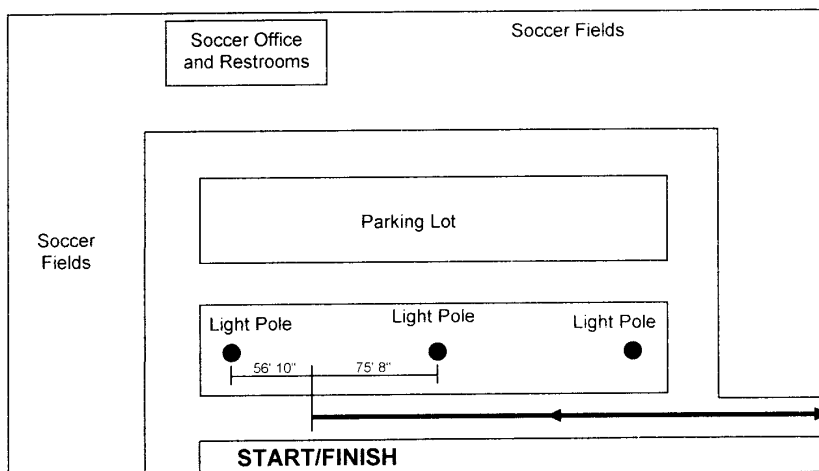 Soccer Office
and Restrooms
Soccer Fields
Parking Lot
Soccer
Fields
Light Pole
Light Pole
Light Pole
56' 10"
75' 8"
START/FINISH